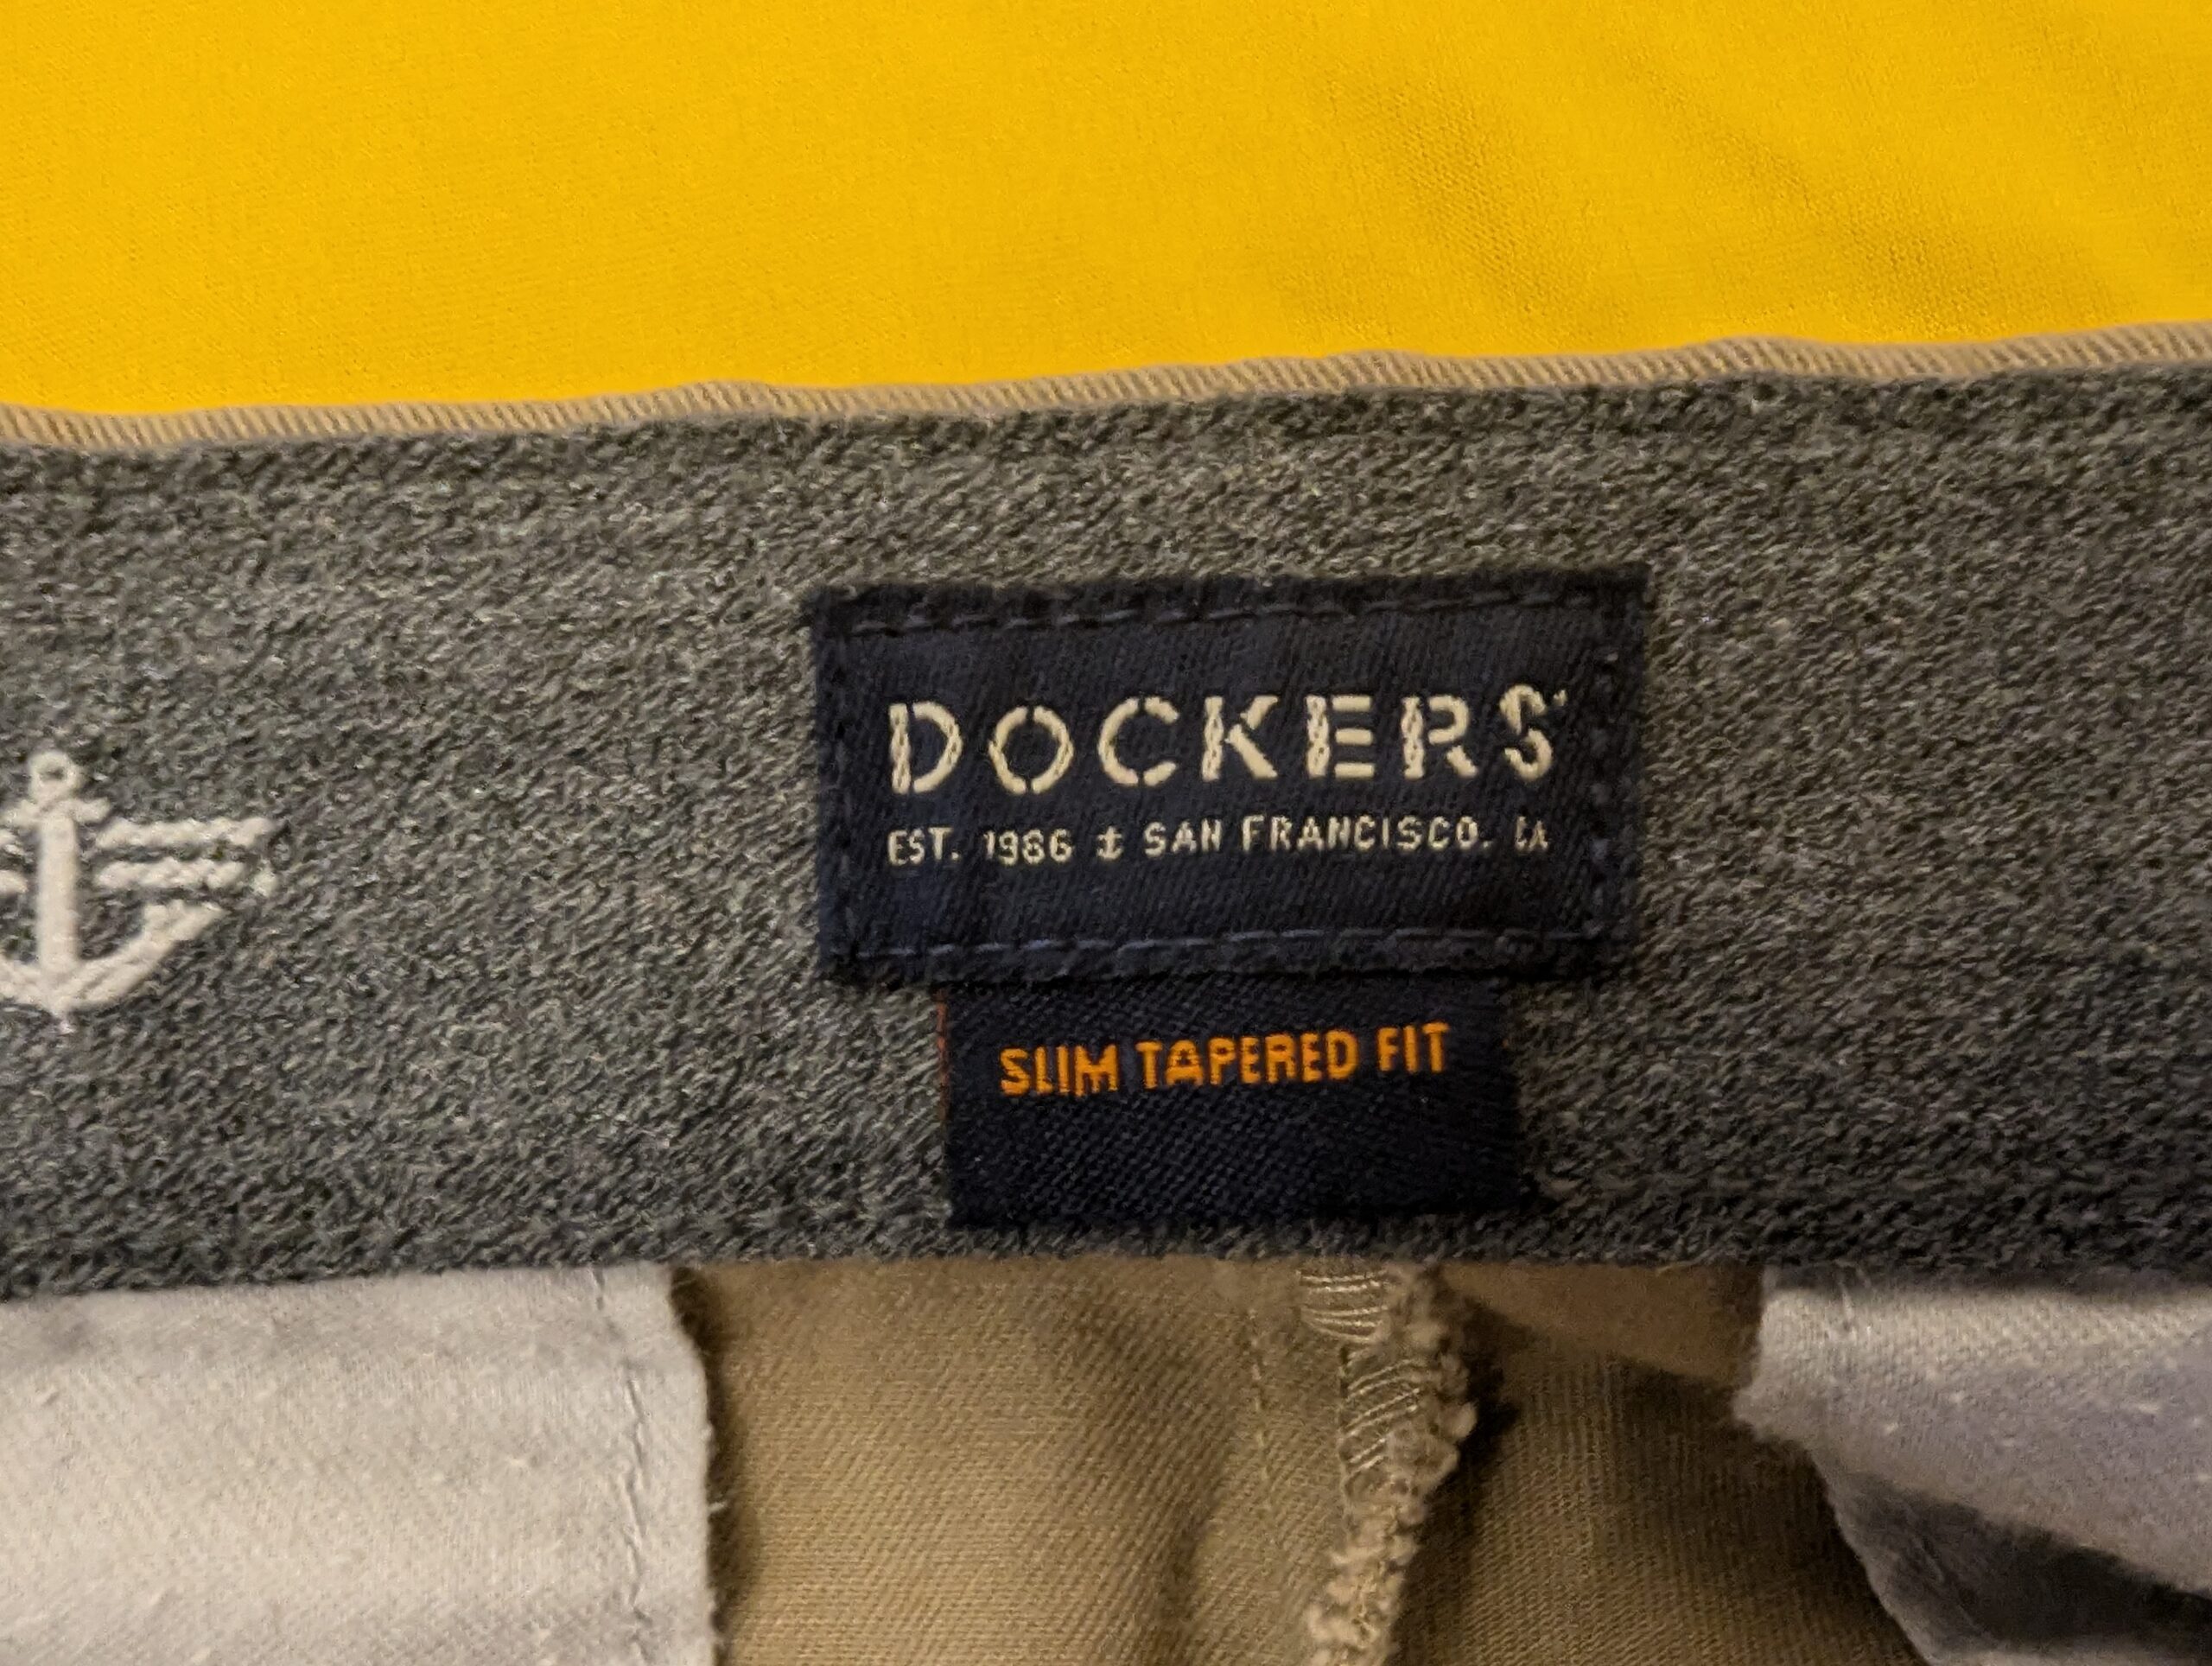 DOCKERS
EST. 1986 SAN FRANCISCO. CA
SLIM TAPERED FIT